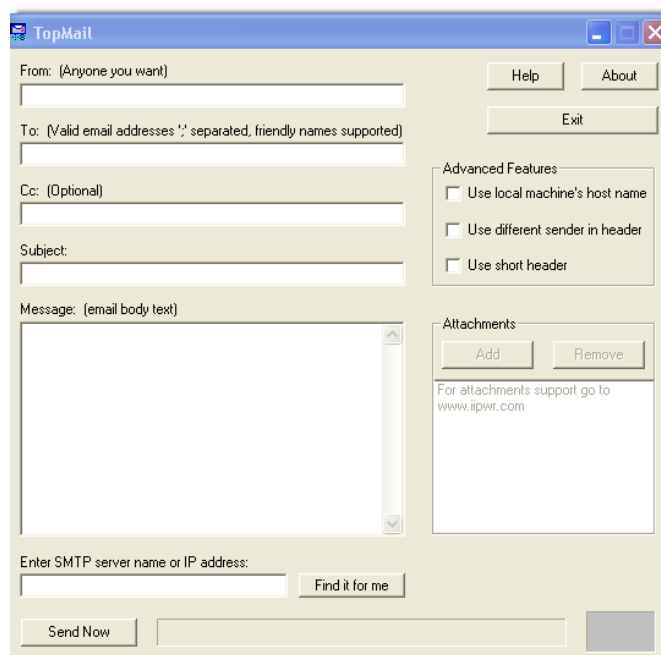 TopMail
From: (Anyone you want)
Help
About
Exit
To: (Valid email addresses ';' separated, friendly names supported)
Advanced Features
Use local machine's host name
Cc: (Optional)
Use different sender in header
Subject:
Use short header
Message: (email body text)
Attachments
Add
Remove
For attachments support go to
www.iipwr.com
Enter SMTP server name or IP address:
Find it for me
Send Now